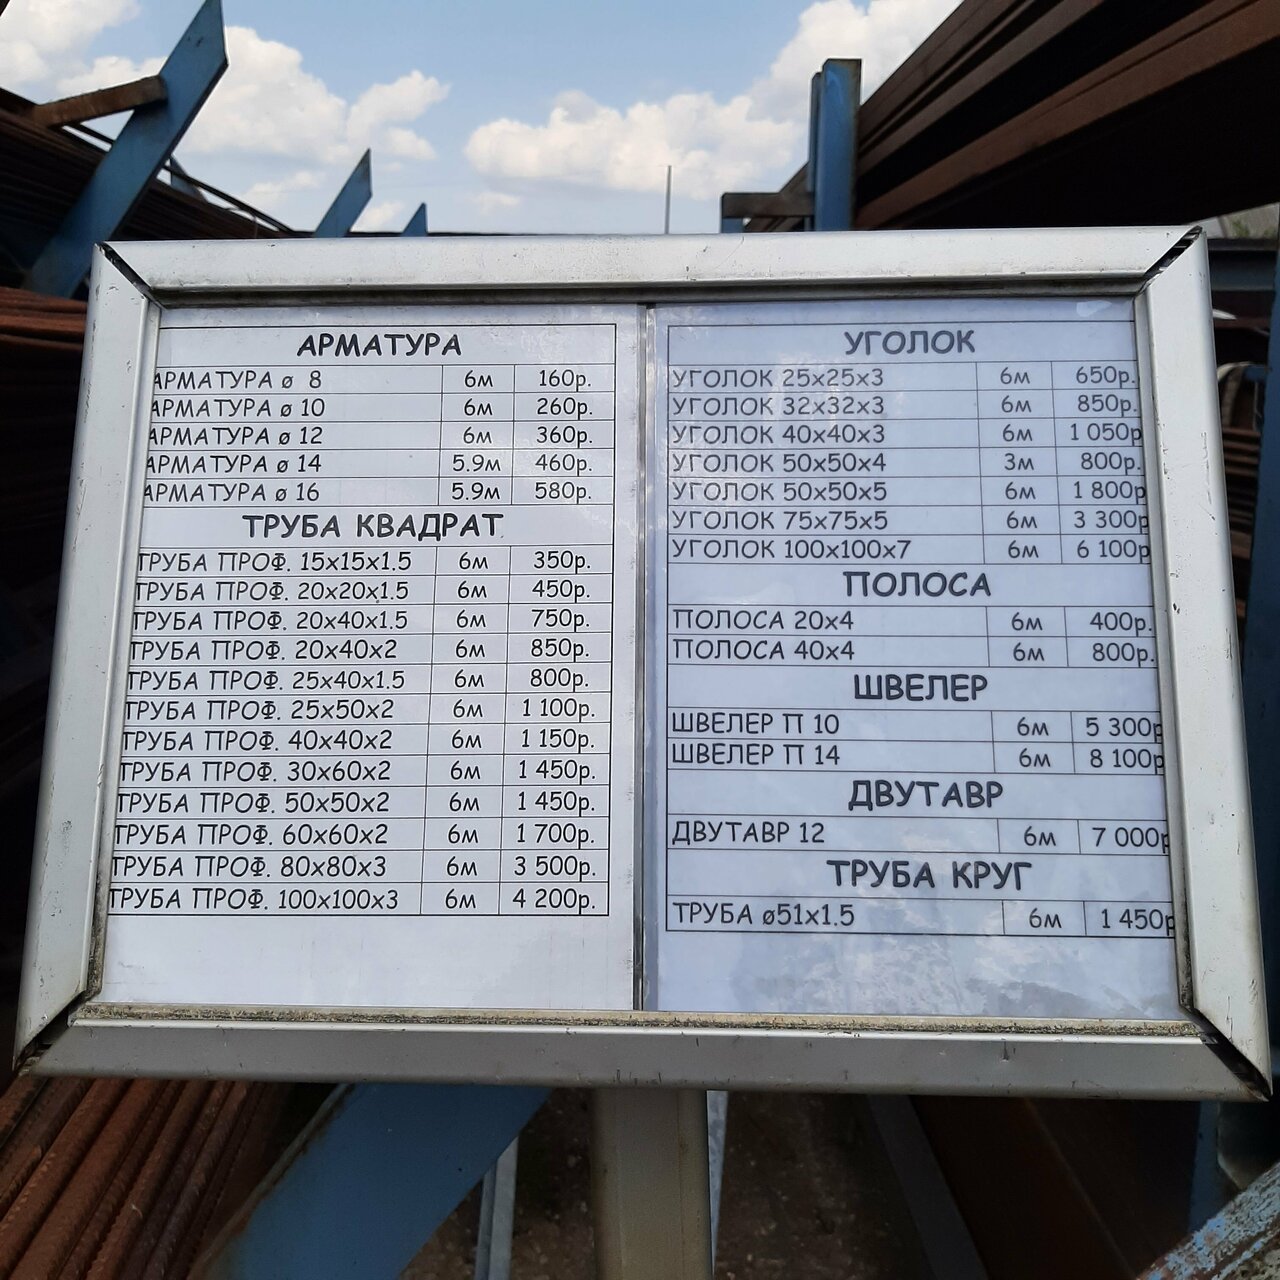 АРМАТУРА
АРМАТУРА ø 8 6м 160р.
АРМАТУРА ø 10 6м 260р.
АРМАТУРА ø 12 6м 360р.
АРМАТУРА ø 14 5.9м 460р.
АРМАТУРА ø 16 5.9м 580р.
ТРУБА КВАДРАТ
ТРУБА ПРОФ. 15х15х1.5 6м 350р.
ТРУБА ПРОФ. 20х20х1.5 6м 450р.
ТРУБА ПРОФ. 20х40х1.5 6м 750р.
ТРУБА ПРОФ. 20х40х2 6м 850р.
ТРУБА ПРОФ. 25х40х1.5 6м 800р.
ТРУБА ПРОФ. 25х50х2 6м 1 100р.
ТРУБА ПРОФ. 40х40х2 6м 1 150р.
ТРУБА ПРОФ. 30х60х2 6м 1 450р.
ТРУБА ПРОФ. 50х50х2 6м 1 450р.
ТРУБА ПРОФ. 60х60х2 6м 1 700р.
ТРУБА ПРОФ. 80х80х3 6м 3 500р.
ТРУБА ПРОФ. 100х100х3 6м 4 200р.
УГОЛОК
УГОЛОК 25х25х3 6м 650р.
УГОЛОК 32х32х3 6м 850р.
УГОЛОК 40х40х3 6м 1 050р
УГОЛОК 50х50х4 3м 800р.
УГОЛОК 50х50х5 6м 1 800р
УГОЛОК 75х75х5 6м 3 300р
УГОЛОК 100х100х7 6м 6 100р
ПОЛОСА
ПОЛОСА 20х4 6м 400р.
ПОЛОСА 40х4 6м 800р.
ШВЕЛЕР
ШВЕЛЕР П 10 6м 5 300р
ШВЕЛЕР П 14 6м 8 100р
ДВУТАВР
ДВУТАВР 12 6м 7 000р
ТРУБА КРУГ
ТРУБА ø51х1.5 6м 1 450р